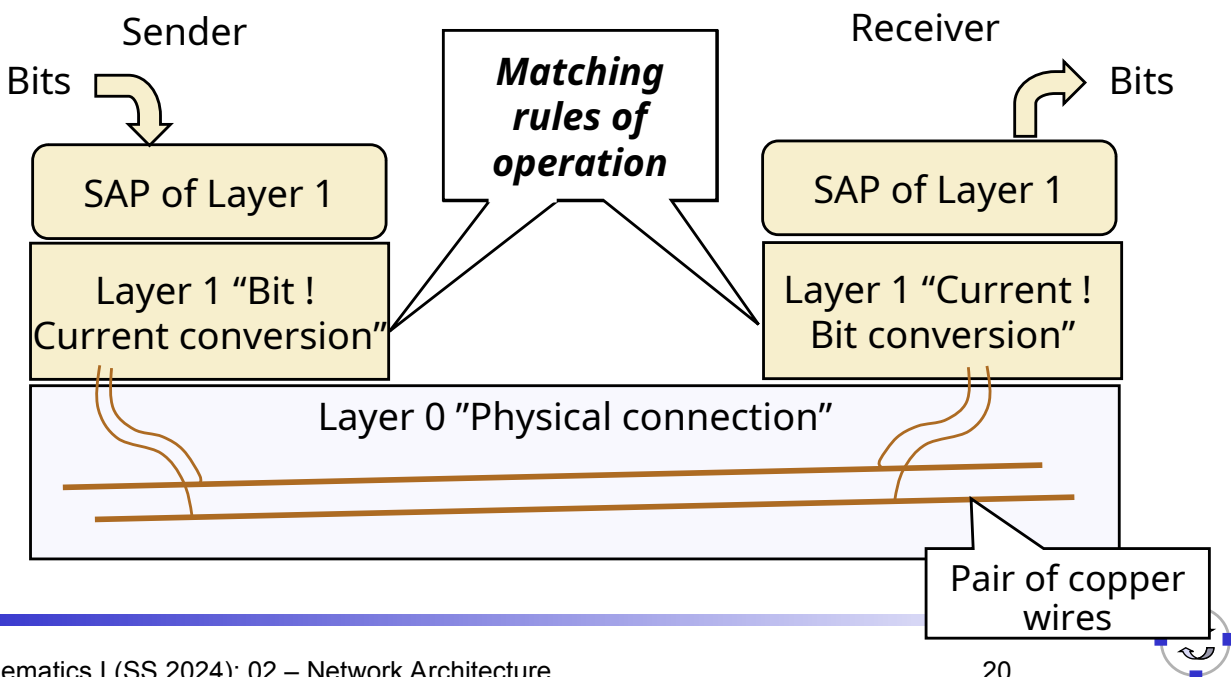 Sender
Receiver
Bits
Bits
Matching
rules of
operation
SAP of Layer 1
SAP of Layer 1
Layer 1 “Bit !
Current conversion”
Layer 1 “Current !
Bit conversion”
Layer 0 ”Physical connection”
Pair of copper
wires
I (SS 2024): 02 – Network Architecture
20